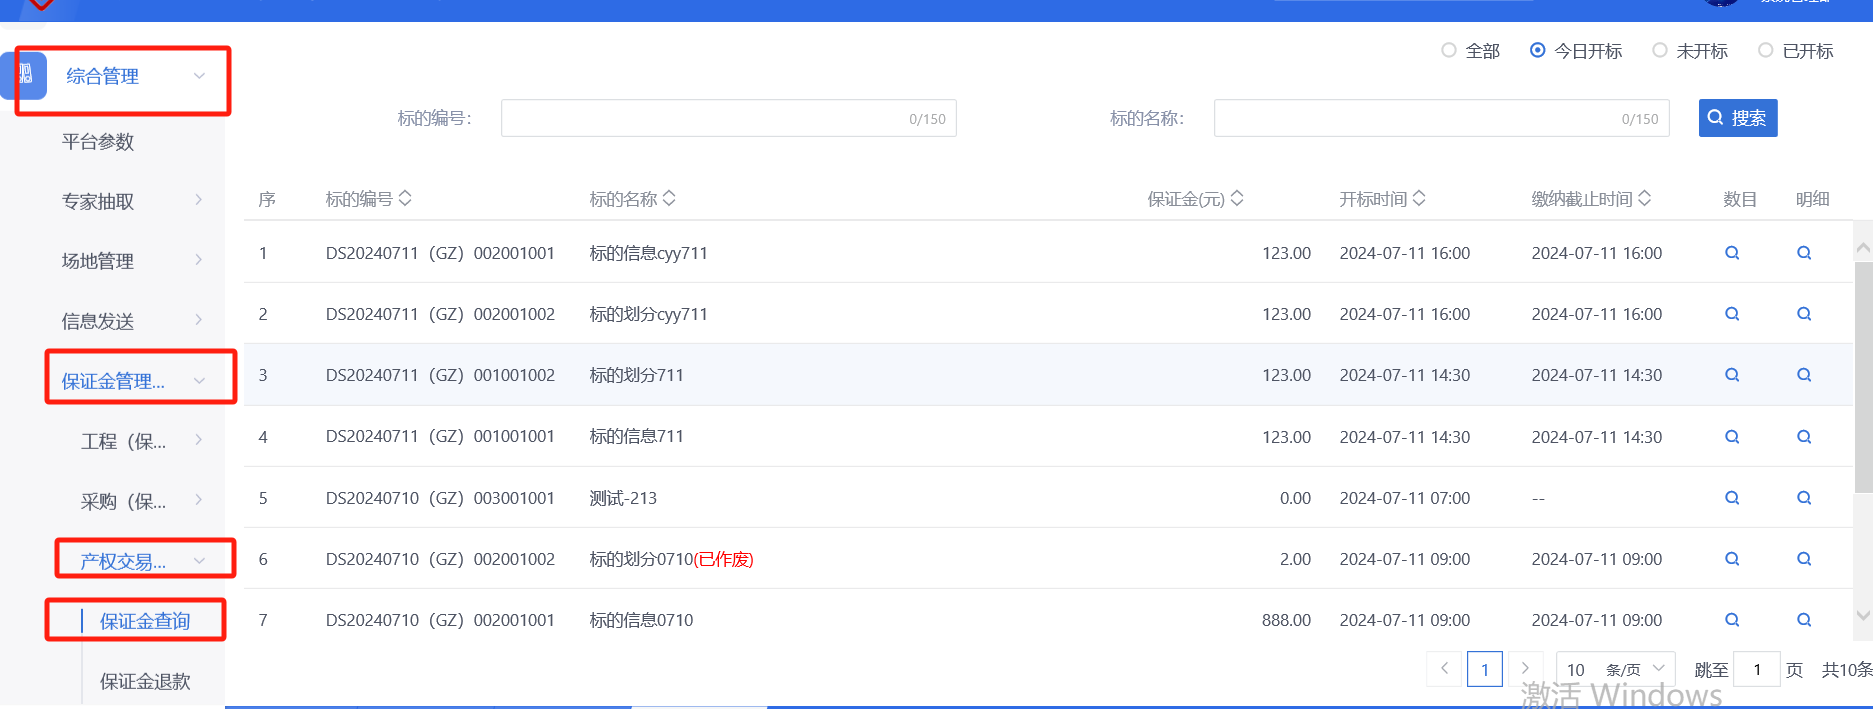 综合管理
平台参数
专家抽取
场地管理
信息发送
保证金管理...
工程（保...
采购（保...
产权交易...
保证金查询
保证金退款
全部 今日开标 未开标 已开标
标的编号： 0/150 标的名称： 0/150 搜索
序 标的编号 标的名称 保证金(元) 开标时间 缴纳截止时间 数目 明细
1 DS20240711（GZ）002001001 标的信息cyy711 123.00 2024-07-11 16:00 2024-07-11 16:00
2 DS20240711（GZ）002001002 标的划分cyy711 123.00 2024-07-11 16:00 2024-07-11 16:00
3 DS20240711（GZ）001001002 标的划分711 123.00 2024-07-11 14:30 2024-07-11 14:30
4 DS20240711（GZ）001001001 标的信息711 123.00 2024-07-11 14:30 2024-07-11 14:30
5 DS20240710（GZ）003001001 测试-213 0.00 2024-07-11 07:00 --
6 DS20240710（GZ）002001002 标的划分0710(已作废) 2.00 2024-07-11 09:00 2024-07-11 09:00
7 DS20240710（GZ）002001001 标的信息0710 888.00 2024-07-11 09:00 2024-07-11 09:00
1 10 条/页 跳至 1 页 共10条
激活 Windows